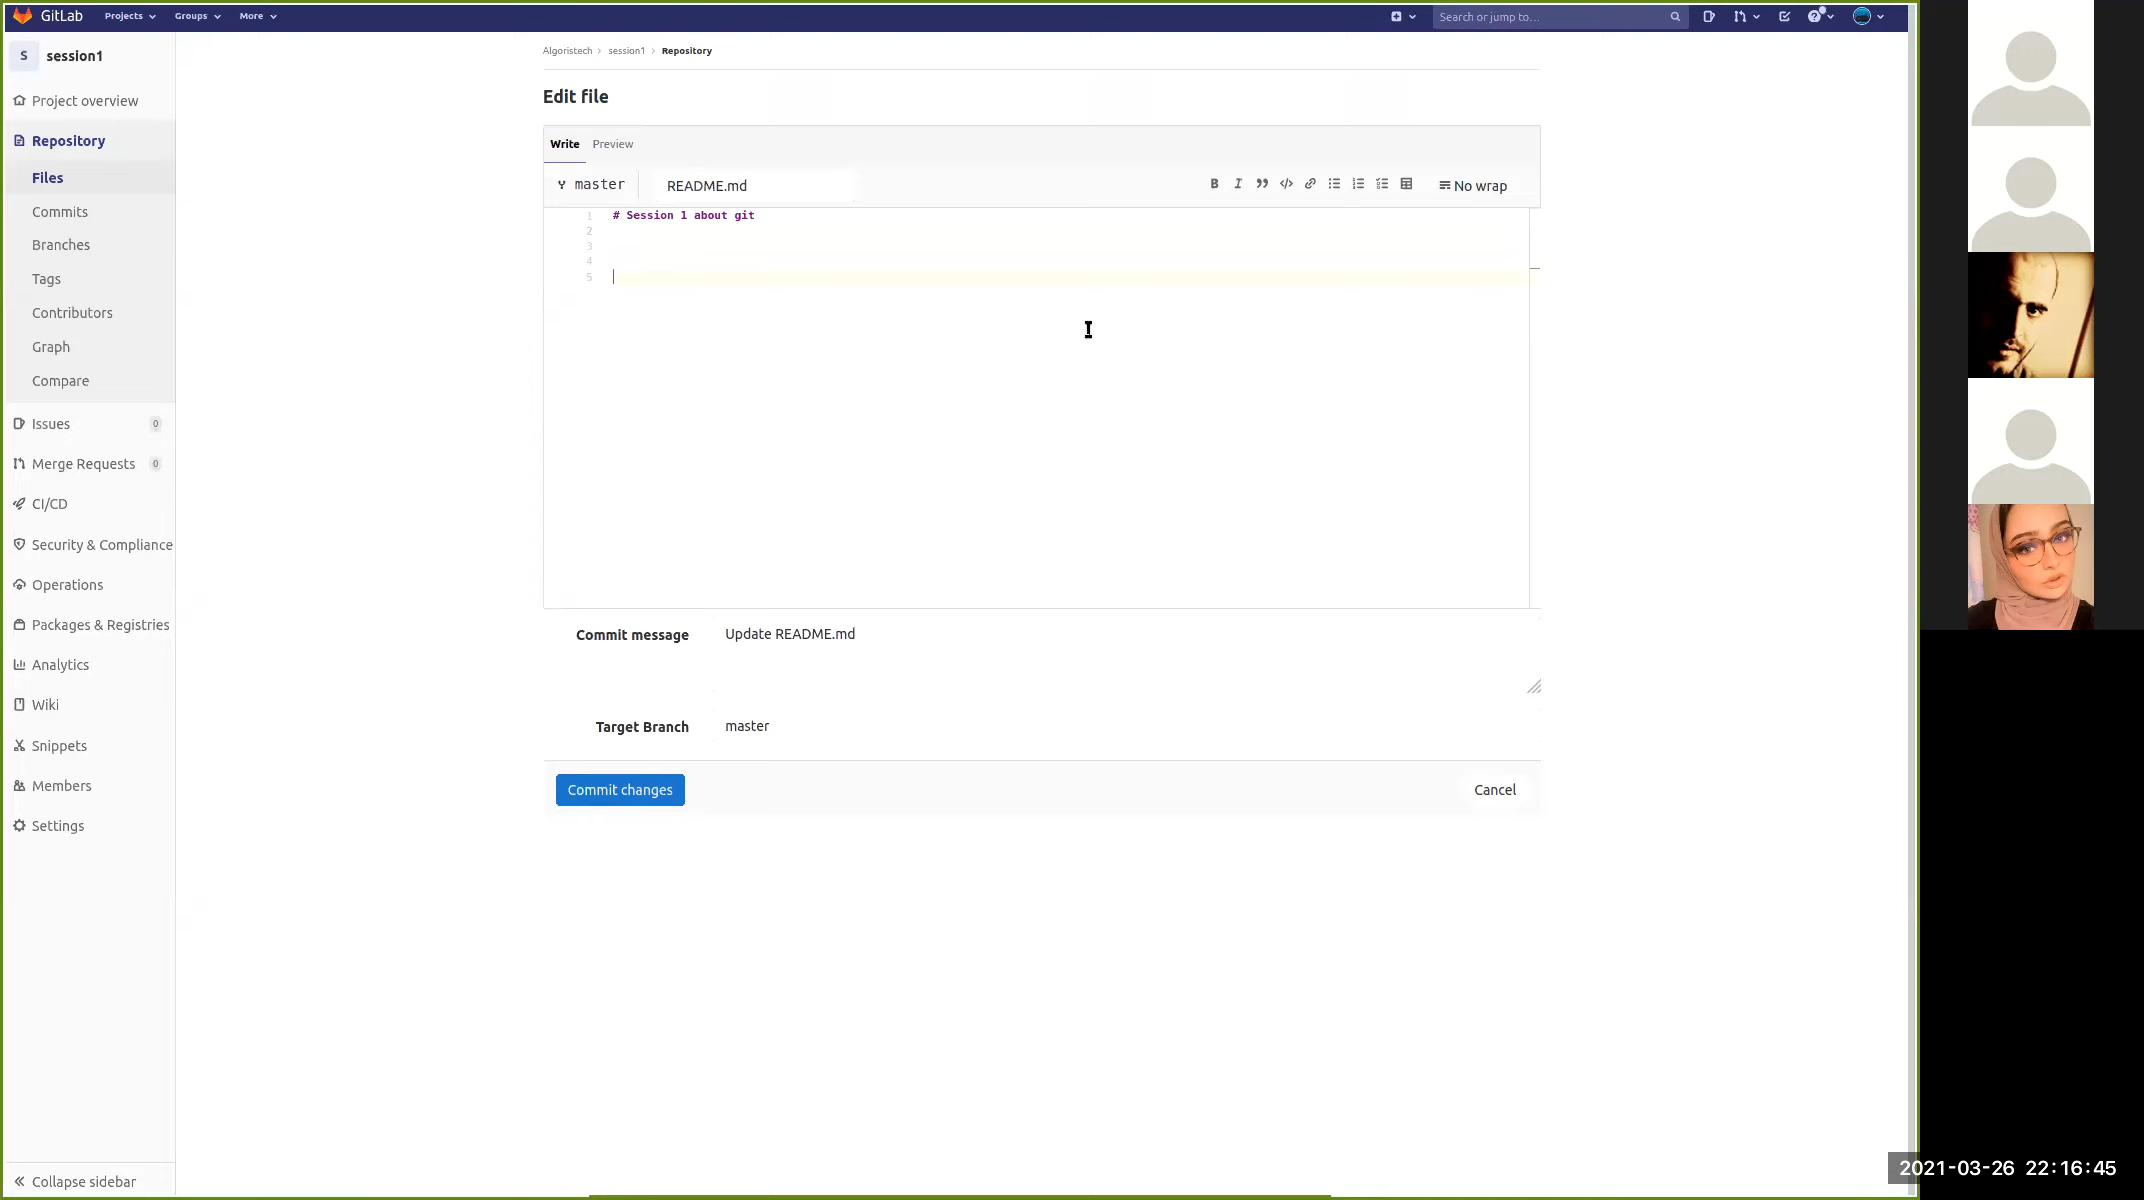 GitLab Projects Groups More Search or jump to...
S session1
Project overview
Repository
Files
Commits
Branches
Tags
Contributors
Graph
Compare
Issues 0
Merge Requests 0
CI/CD
Security & Compliance
Operations
Packages & Registries
Analytics
Wiki
Snippets
Members
Settings
Collapse sidebar
Algoristech > session1 > Repository
Edit file
Write Preview
master README.md B I No wrap
1 # Session 1 about git
2
3
4
5
Commit message Update README.md
Target Branch master
Commit changes Cancel
2021-03-26 22:16:45